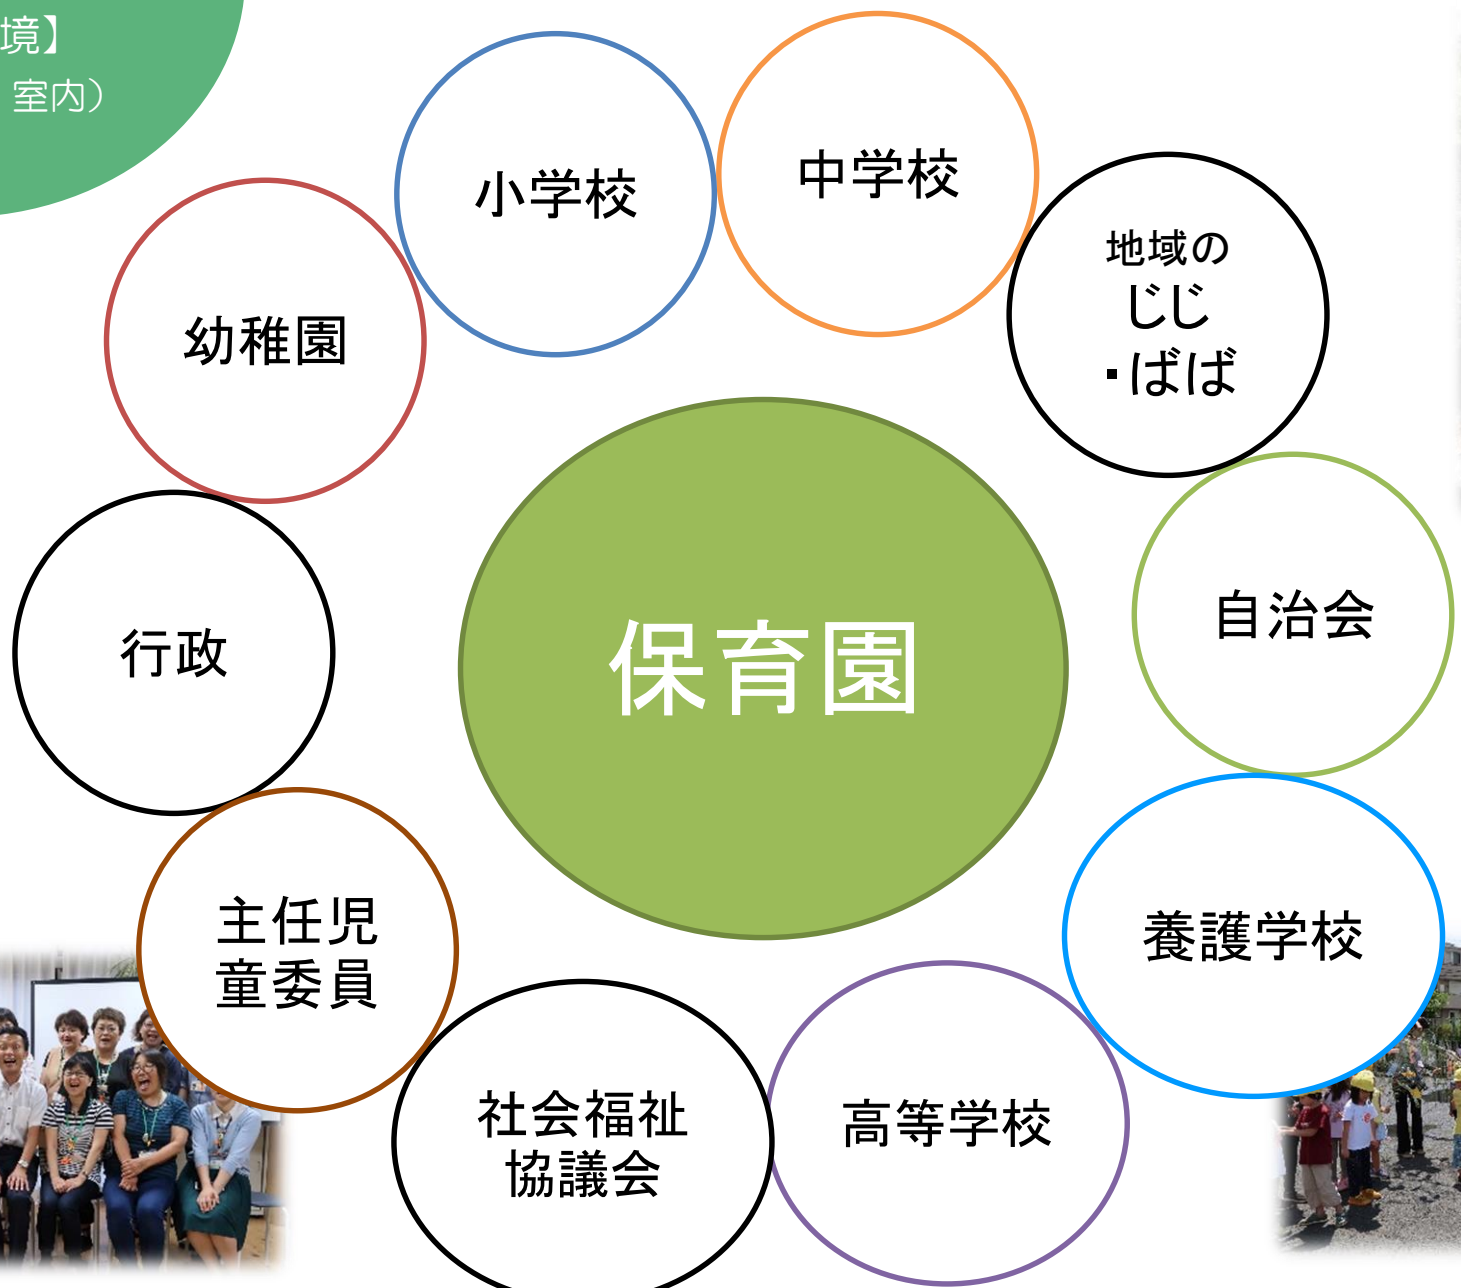 境】
室内）
小学校
中学校
地域の
じじ
・ばば
幼稚園
自治会
行政
保育園
養護学校
主任児
童委員
社会福祉
協議会
高等学校